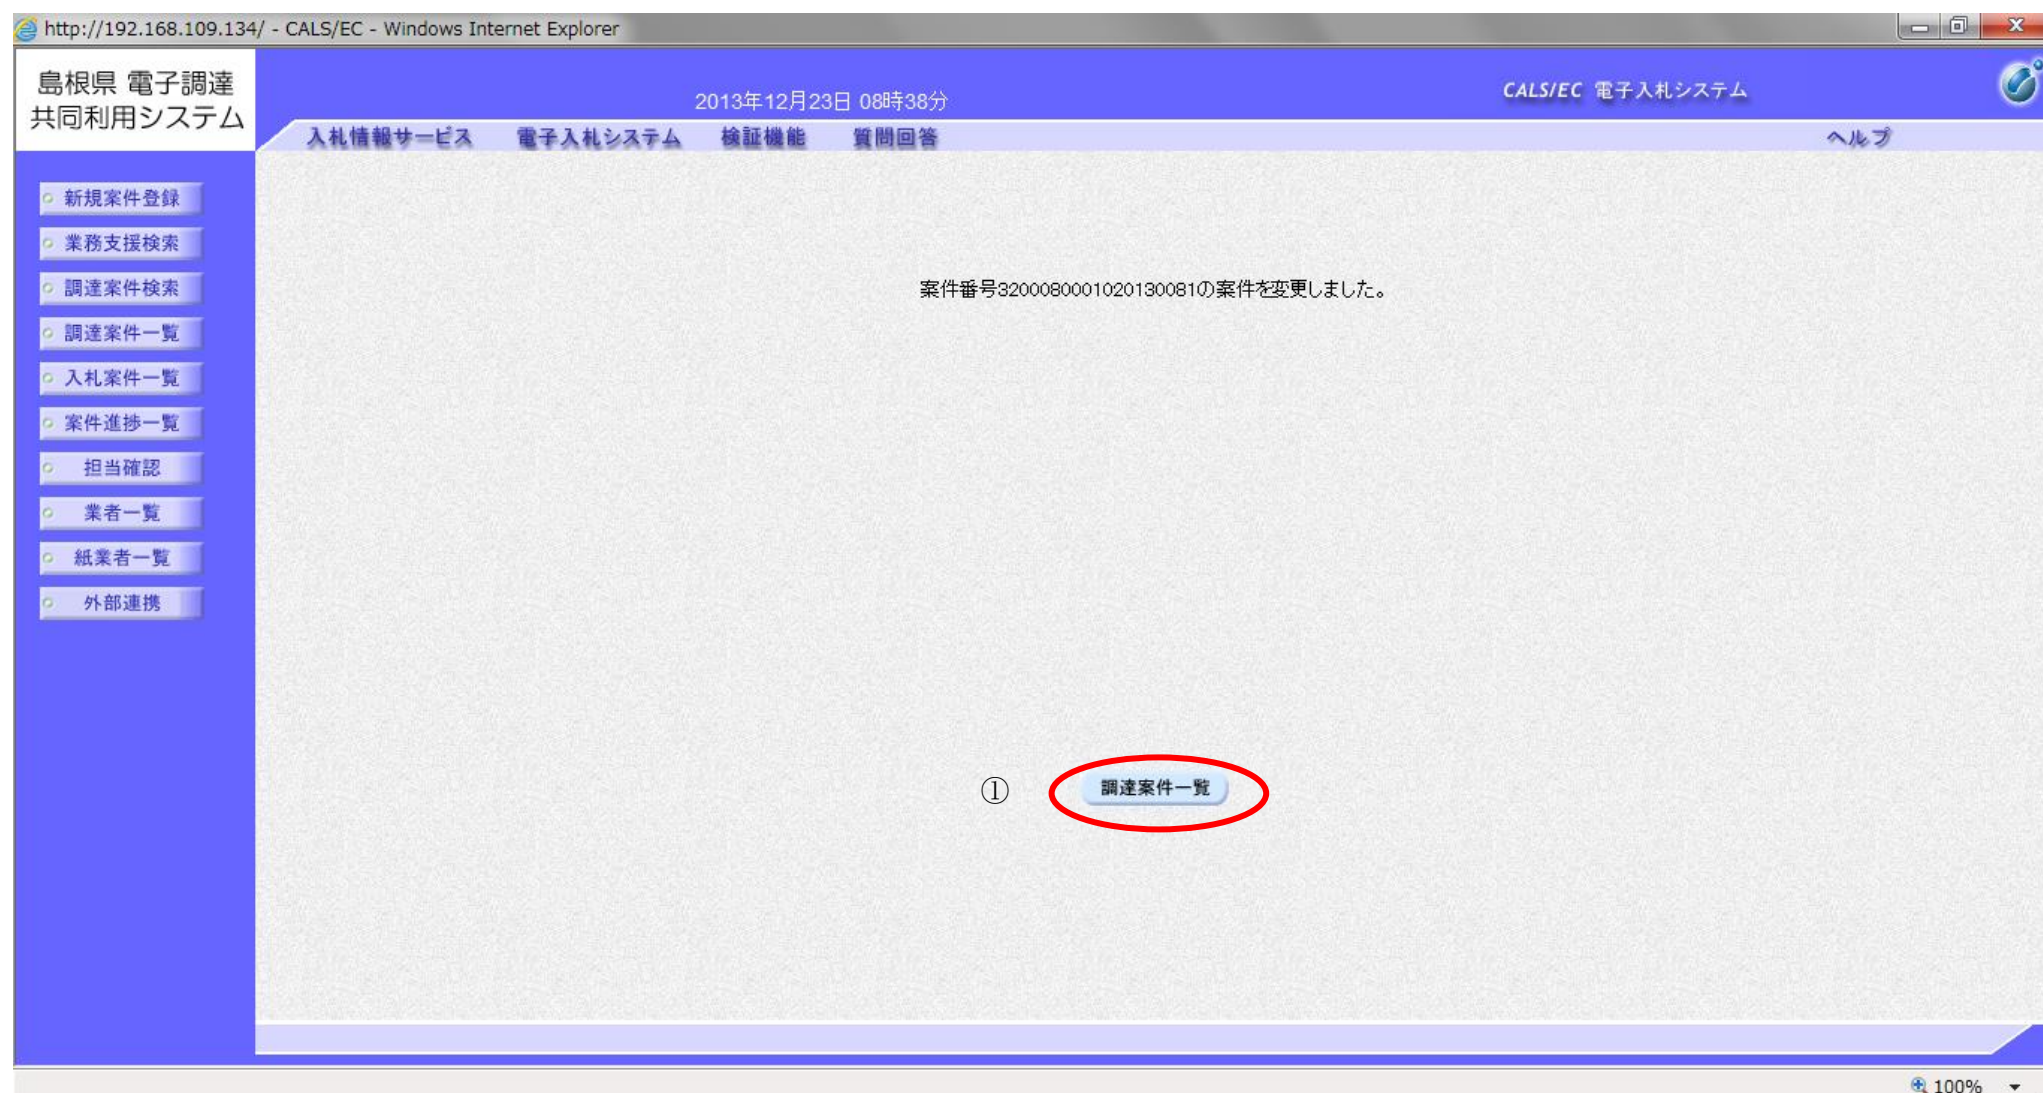 http://192.168.109.134/ - CALS/EC - Windows Internet Explorer
島根県 電子調達
共同利用システム
2013年12月23日 08時38分
CALS/EC 電子入札システム
入札情報サービス 電子入札システム 検証機能 質問回答 ヘルプ
新規案件登録
業務支援検索
調達案件検索
調達案件一覧
入札案件一覧
案件進捗一覧
担当確認
業者一覧
紙業者一覧
外部連携
案件番号3200080001020130081の案件を変更しました。
① 調達案件一覧
100%